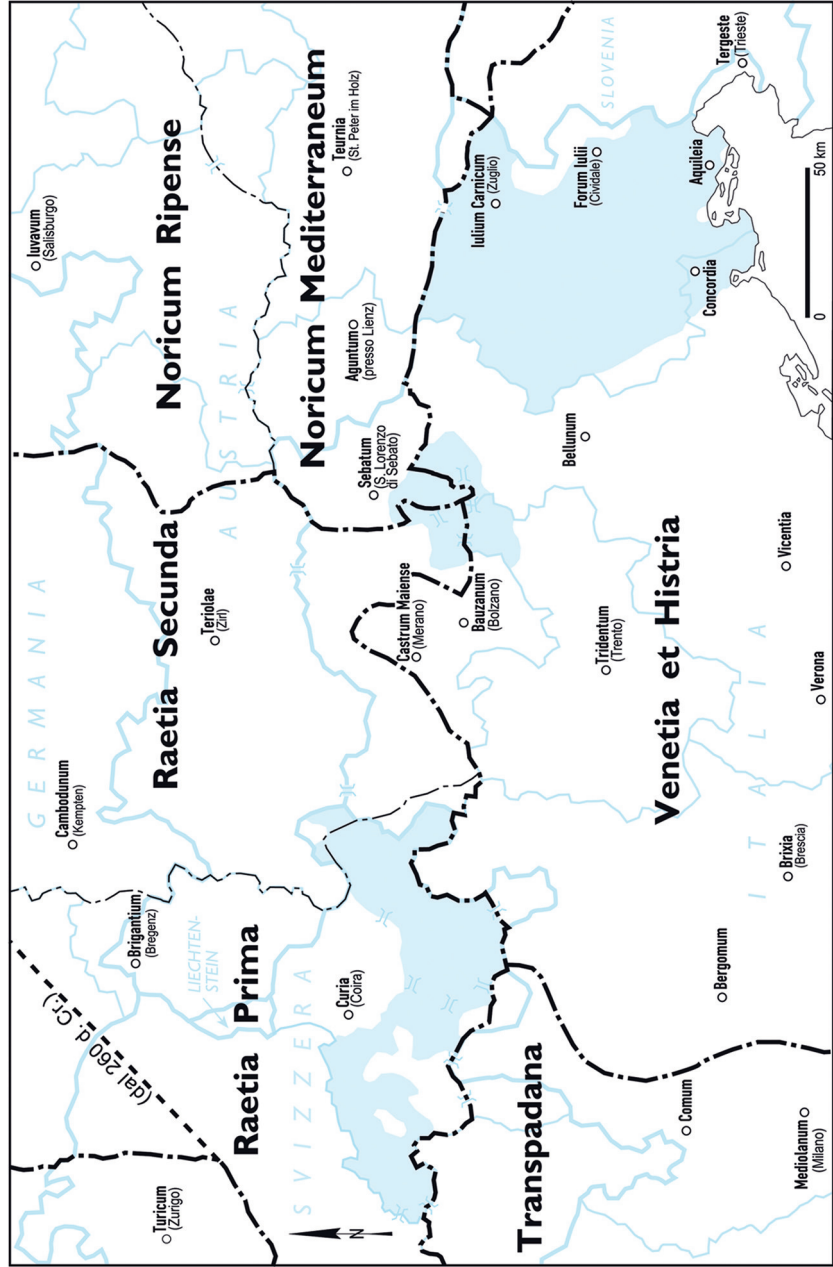 Iuvavum
(Salisburgo)
GERMANIA
Cambodunum
(Kempten)
Brigantium
(Bregenz)
(dal 260 d. Cr.)
Turicum
(Zurigo)
Raetia Secunda
Noricum Ripense
Teriolae
(Zirl)
AUSTRIA
LIECHTEN-
STEIN
Raetia Prima
SVIZZERA
Curia
(Coira)
N
Noricum Mediterraneum
Teurnia
(St. Peter im Holz)
Aguntum
(presso Lienz)
Sebatum
(S. Lorenzo
di Sebato)
Castrum Maiense
(Merano)
Bauzanum
(Bolzano)
Iulium Carnicum
(Zuglio)
SLOVENIA
Forum Iulii
(Cividale)
Transpadana
Bellunum
Tridentum
(Trento)
Venetia et Histria
Aquileia
Tergeste
(Trieste)
Concordia
Comum
Bergomum
ITALIA
Vicentia
Brixia
(Brescia)
Verona
Mediolanum
(Milano)
0
50 km